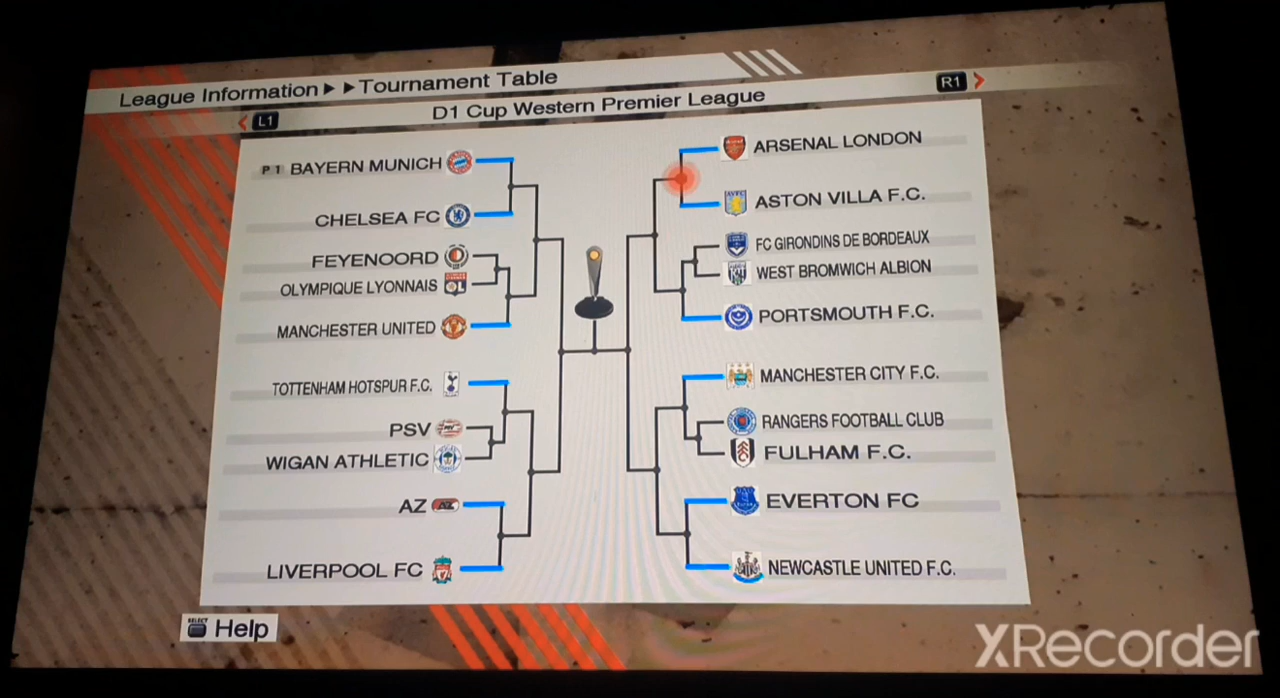 League Information ▶ ▶ Tournament Table
L1
D1 Cup Western Premier League
R1
P 1 BAYERN MUNICH
CHELSEA FC
FEYENOORD
OLYMPIQUE LYONNAIS
MANCHESTER UNITED
TOTTENHAM HOTSPUR F.C.
PSV
WIGAN ATHLETIC
AZ
LIVERPOOL FC
ARSENAL LONDON
ASTON VILLA F.C.
FC GIRONDINS DE BORDEAUX
WEST BROMWICH ALBION
PORTSMOUTH F.C.
MANCHESTER CITY F.C.
RANGERS FOOTBALL CLUB
FULHAM F.C.
EVERTON FC
NEWCASTLE UNITED F.C.
SELECT
Help
XRecorder